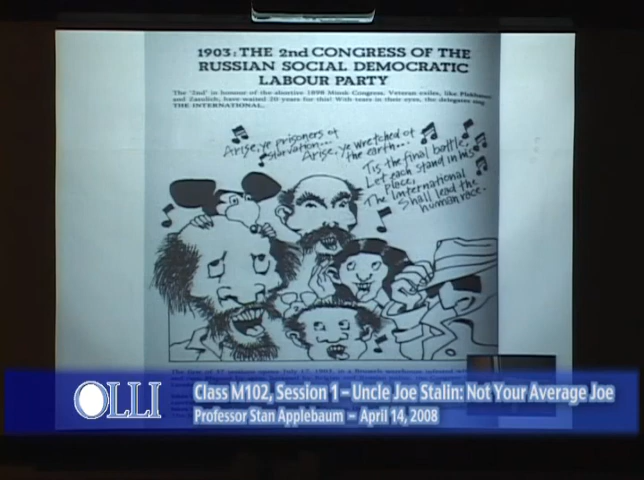 1903: THE 2nd CONGRESS OF THE
RUSSIAN SOCIAL DEMOCRATIC
LABOUR PARTY
The '2nd' in honour of the abortive 1898 Minsk Congress. Veteran exiles, like Plekhanov
and Zasulich, have waited 20 years for this! With tears in their eyes, the delegates sing
THE INTERNATIONAL.
Arise, ye prisoners of
starvation...
Arise, ye wretched of
the earth...
'Tis the final battle,
Let each stand in his
place,
The International
Shall lead the
human race.
OLLI
Class M102, Session 1 – Uncle Joe Stalin: Not Your Average Joe
Professor Stan Applebaum – April 14, 2008